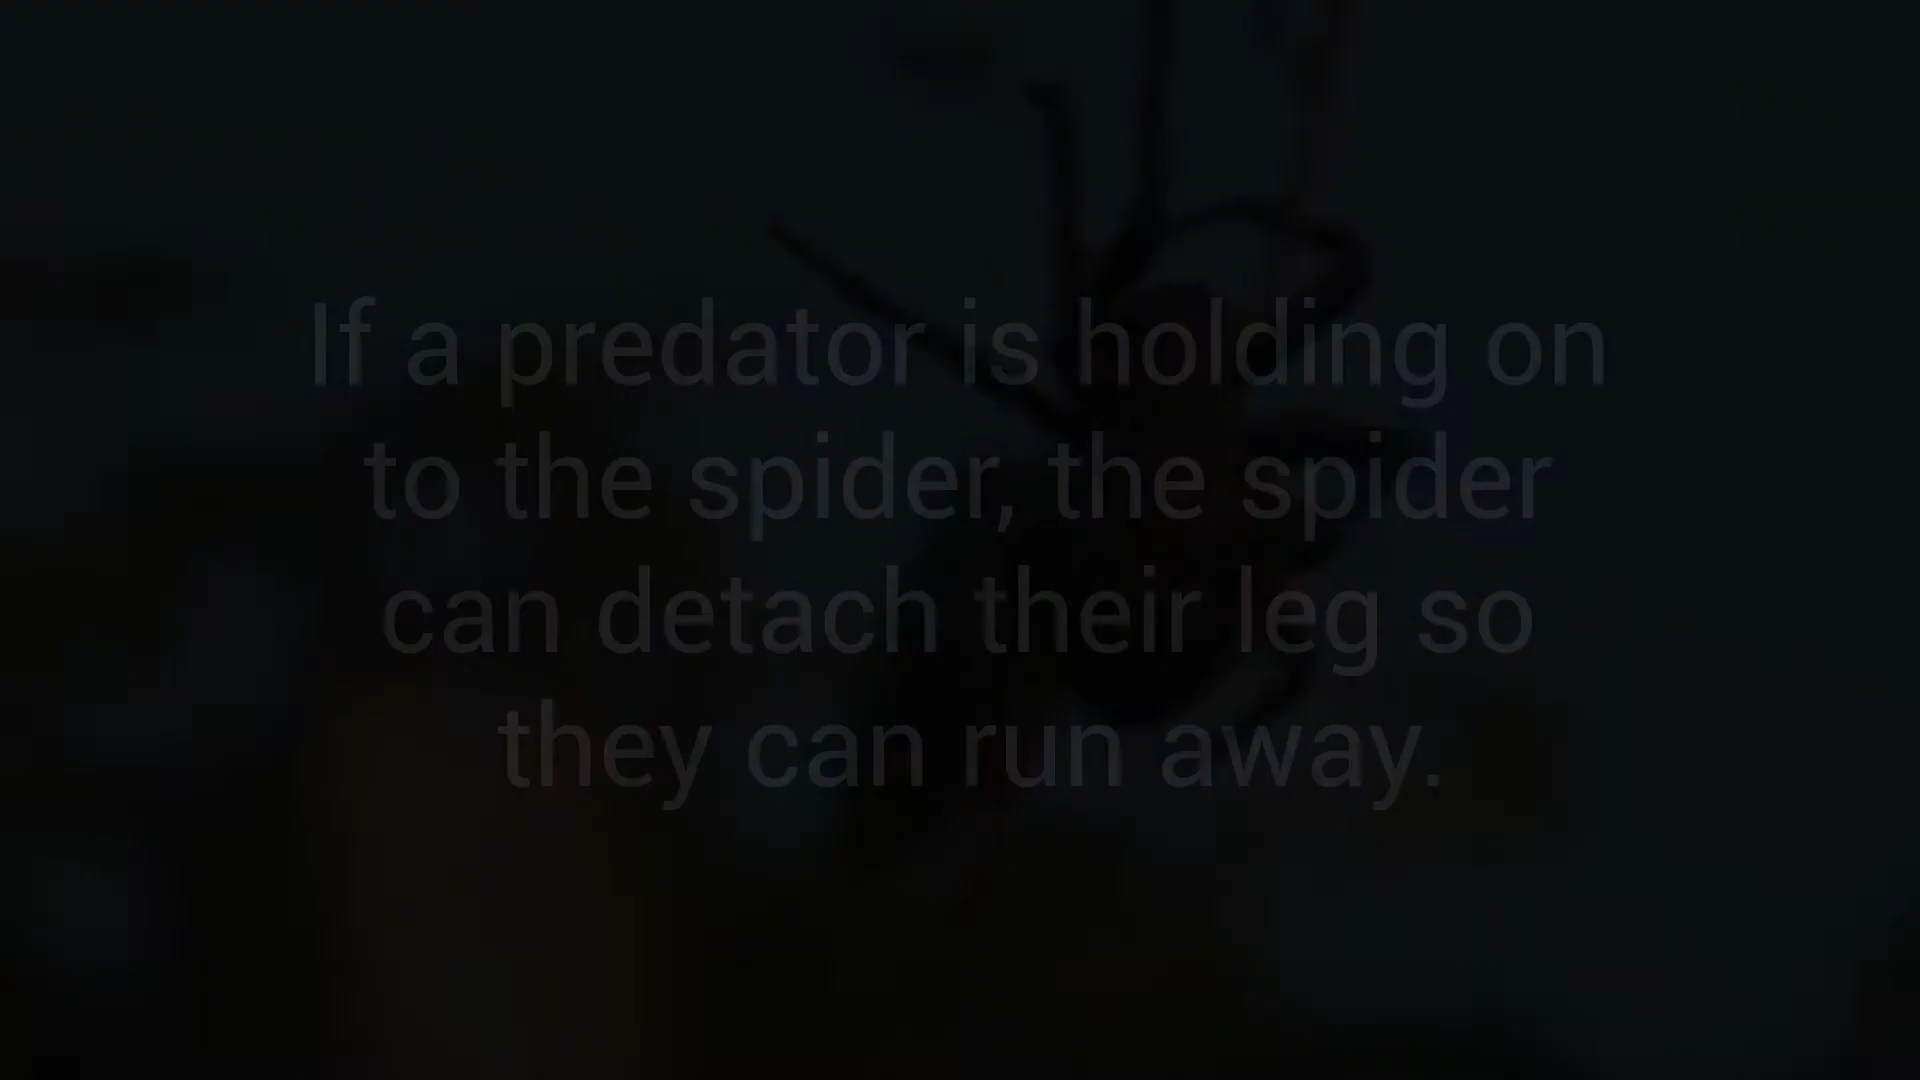 If a predator is holding on
to the spider, the spider
can detach their leg so
they can run away.